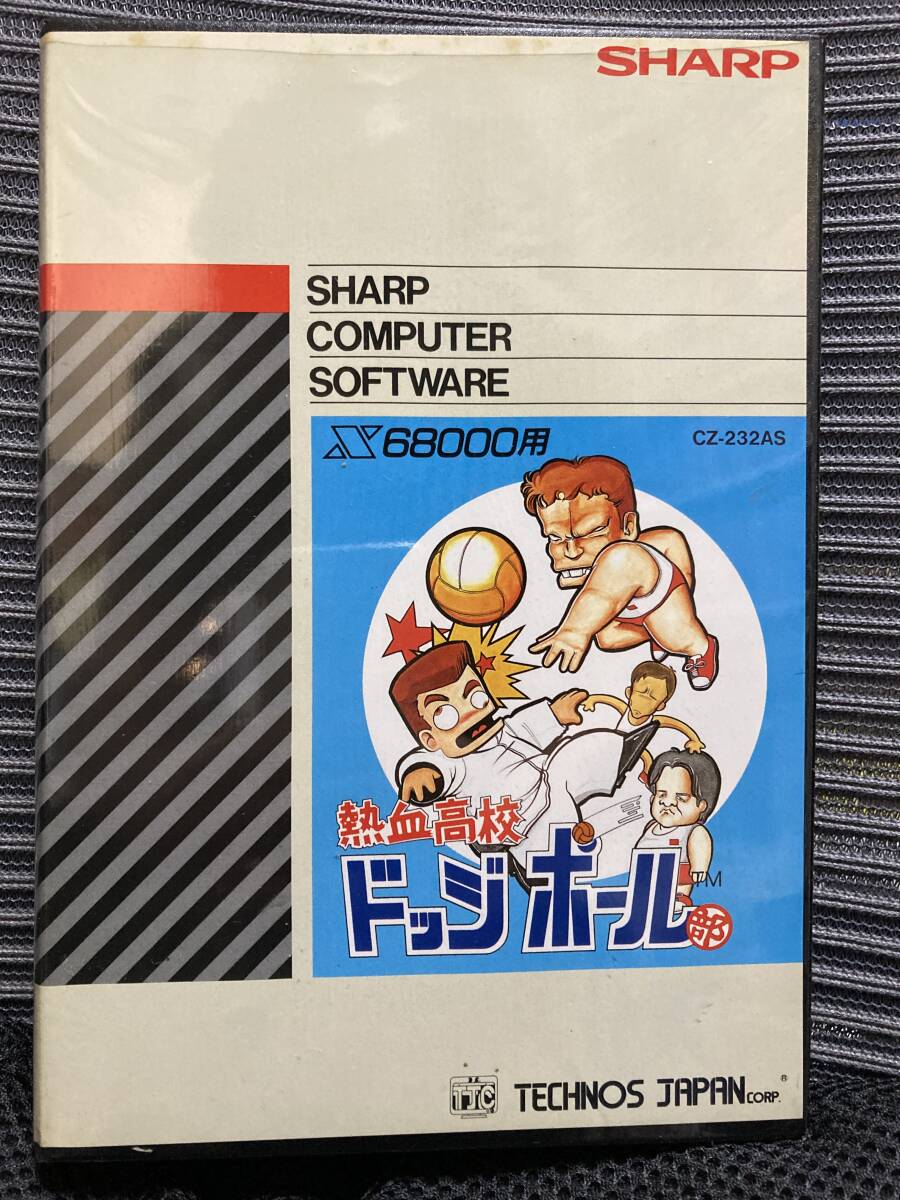 SHARP
SHARP
COMPUTER
SOFTWARE
X68000用
CZ-232AS
熱血高校
ドッジボール部
TM
TTC
TECHNOS JAPAN CORP.®